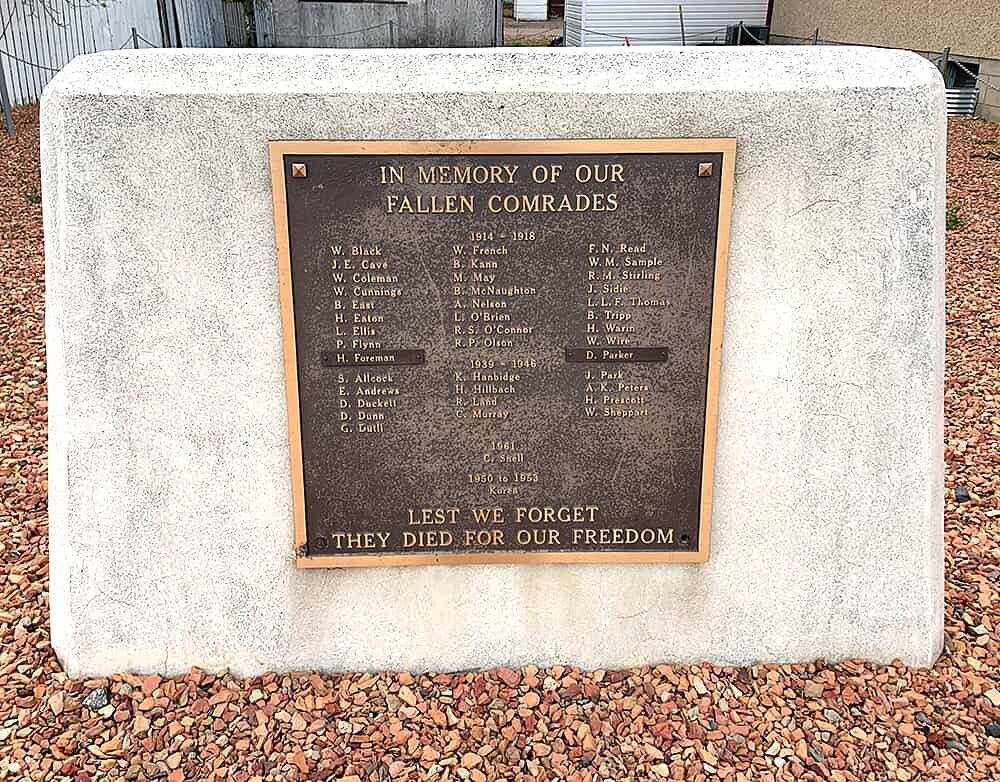 IN MEMORY OF OUR
FALLEN COMRADES
1914 - 1918
W. Black
J. E. Cave
W. Coleman
W. Cunnings
B. East
H. Eaton
L. Ellis
P. Flynn
H. Foreman
W. French
B. Kann
M. May
B. McNaughton
A. Nelson
L. O'Brien
R. S. O'Connor
R. P. Olson
F. N. Read
W. M. Sample
R. M. Stirling
J. Sidie
L. L. F. Thomas
B. Tripp
H. Warin
W. Wire
D. Parker
1939 - 1946
S. Allcock
E. Andrews
D. Duckett
D. Dunn
G. Dutli
K. Hanbidge
H. Hillbach
R. Land
C. Murray
J. Park
A. K. Peters
H. Prescott
W. Sheppart
1961
C. Snell
1950 to 1953
Korea
LEST WE FORGET
THEY DIED FOR OUR FREEDOM